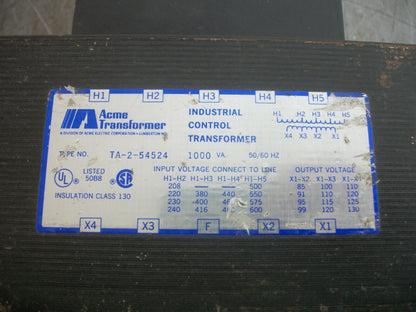 H1 H2 H3 H4 H5
Acme
Transformer
A DIVISION OF ACME ELECTRIC CORPORATION • LUMBERTON NC
INDUSTRIAL
CONTROL
TRANSFORMER
H1 H2 H3 H4 H5
X4 X3 X2 X1
TYPE NO. TA-2-54524 1000 VA. 50/60 HZ
UL LISTED
50B8
SA
INSULATION CLASS 130
INPUT VOLTAGE CONNECT TO LINE
H1-H2 H1-H3 H1-H4 H1-H5
208 — — 500
220 380 440 550
230 400 575
240 416 600
OUTPUT VOLTAGE
X1-X2 X1-X3 X1-X4
85 100 110
91 110 120
95 115 125
99 120 130
X4 X3 F X2 X1